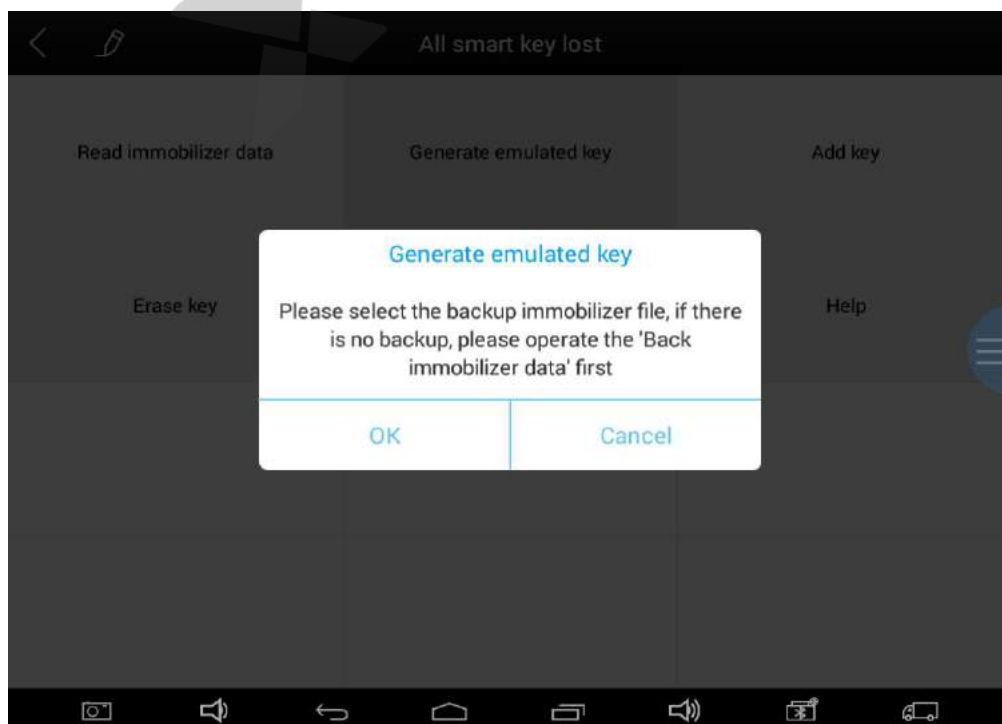 All smart key lost
Read immobilizer data
Generate emulated key
Add key
Erase key
Help
Generate emulated key
Please select the backup immobilizer file, if there
is no backup, please operate the 'Back
immobilizer data' first
OK
Cancel